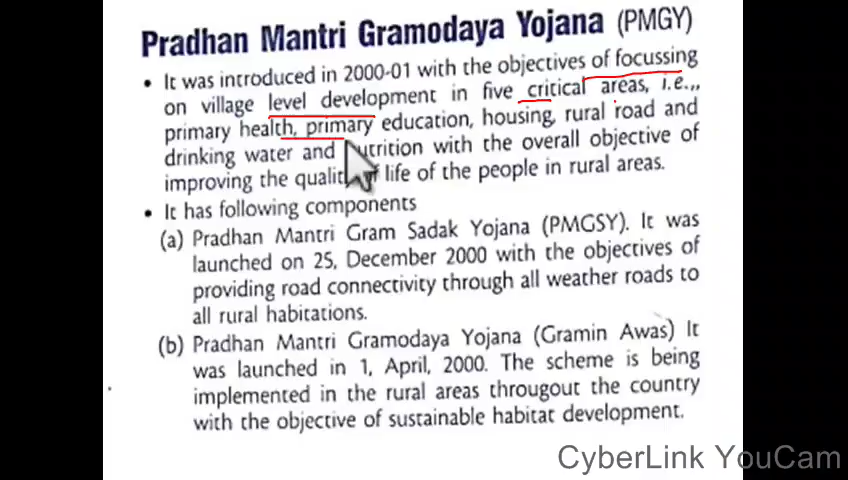 Pradhan Mantri Gramodaya Yojana (PMGY)
• It was introduced in 2000-01 with the objectives of focussing
on village level development in five critical areas, i.e.,,
primary health, primary education, housing, rural road and
drinking water and nutrition with the overall objective of
improving the quality of life of the people in rural areas.
• It has following components
(a) Pradhan Mantri Gram Sadak Yojana (PMGSY). It was
launched on 25, December 2000 with the objectives of
providing road connectivity through all weather roads to
all rural habitations.
(b) Pradhan Mantri Gramodaya Yojana (Gramin Awas) It
was launched in 1, April, 2000. The scheme is being
implemented in the rural areas througout the country
with the objective of sustainable habitat development.
CyberLink YouCam